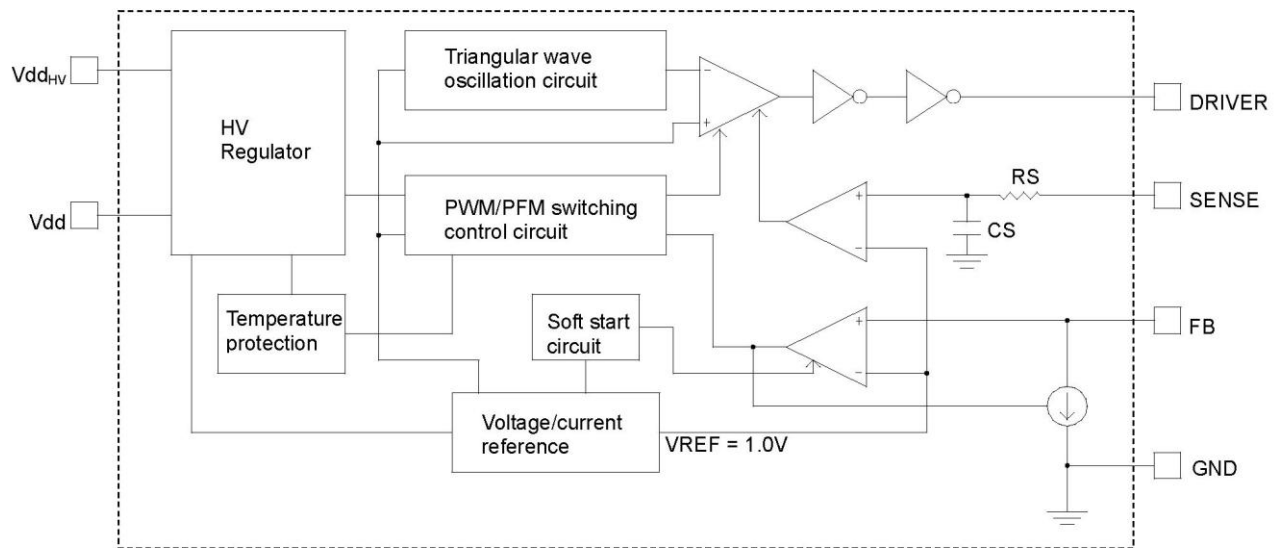 Vdd_HV
HV
Regulator
Vdd
Triangular wave
oscillation circuit
−
+
DRIVER
PWM/PFM switching
control circuit
+
−
RS
CS
SENSE
Temperature
protection
Soft start
circuit
+
−
FB
Voltage/current
reference
VREF = 1.0V
GND